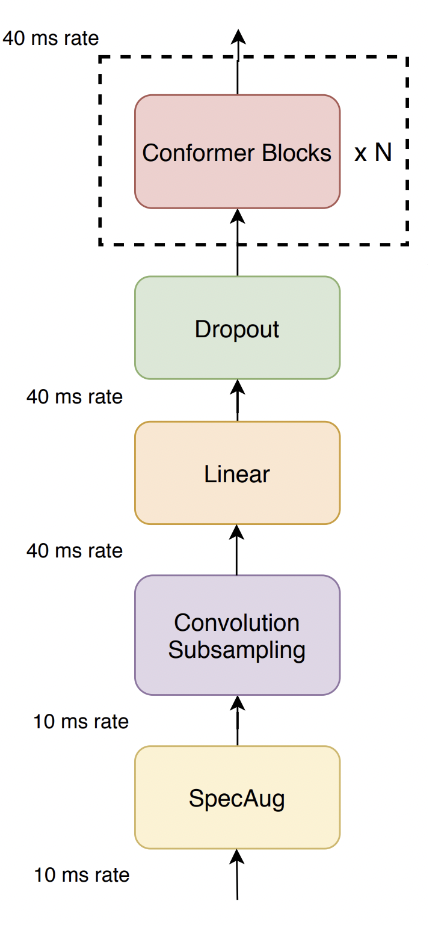 40 ms rate
Conformer Blocks
x N
Dropout
40 ms rate
Linear
40 ms rate
Convolution
Subsampling
10 ms rate
SpecAug
10 ms rate